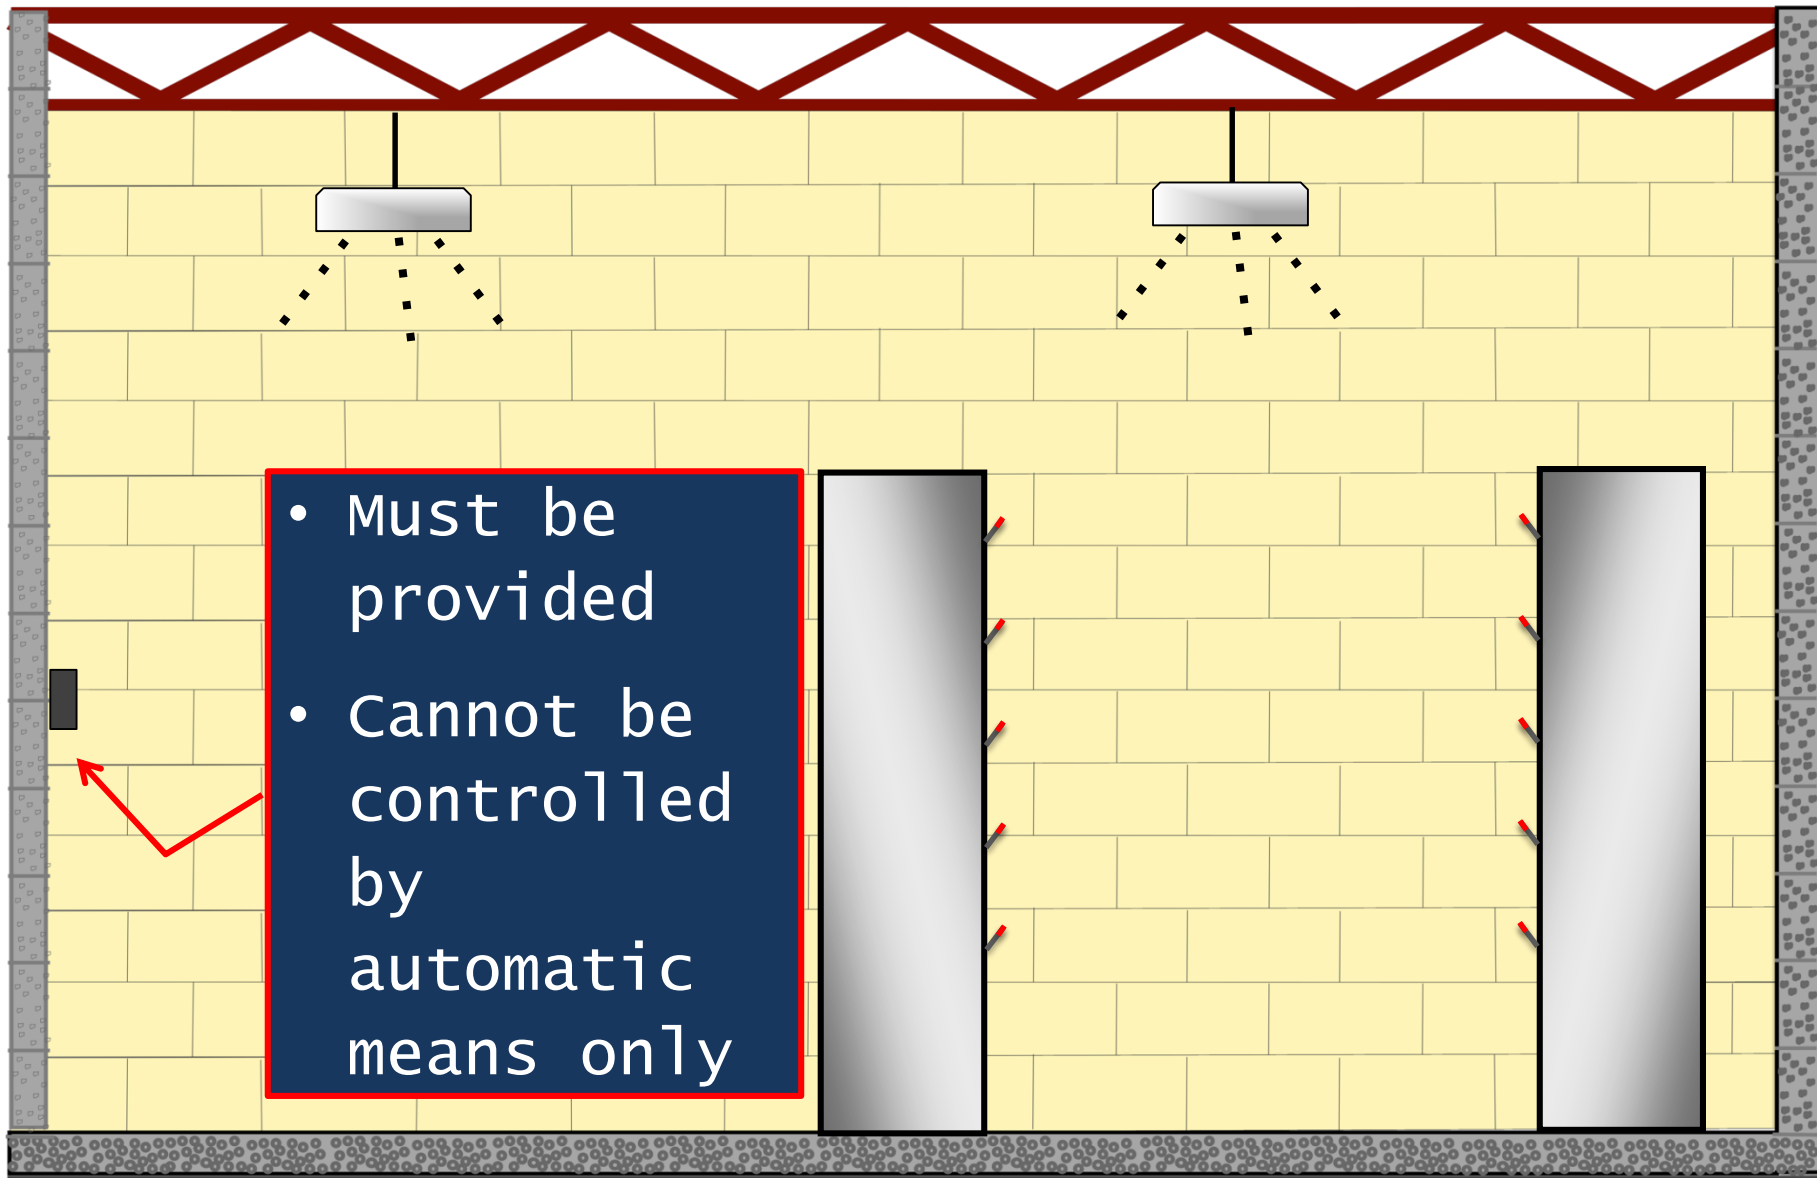 • Must be
provided
• Cannot be
controlled
by
automatic
means only